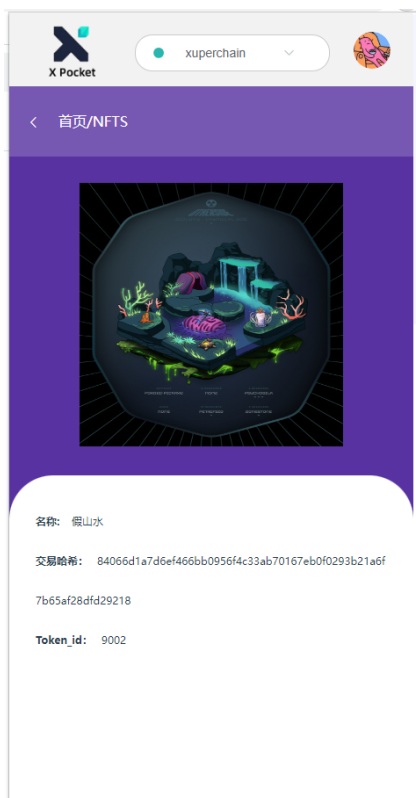 X Pocket
xuperchain
首页/NFTS
名称: 假山水
交易哈希: 84066d1a7d6ef466bb0956f4c33ab70167eb0f0293b21a6f
7b65af28dfd29218
Token_id: 9002